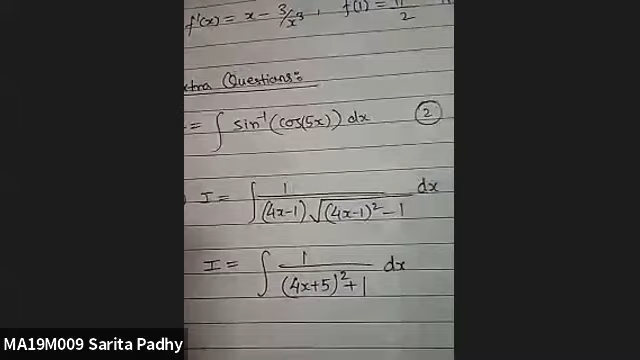 f'(x) = x - 3/x³, f(1) = 11/2
Extra Questions:
= ∫ sin⁻¹(cos(5x)) dx (2)
I = ∫ 1/((4x-1)√((4x-1)²-1)) dx
I = ∫ 1/((4x+5)²+1) dx
MA19M009 Sarita Padhy